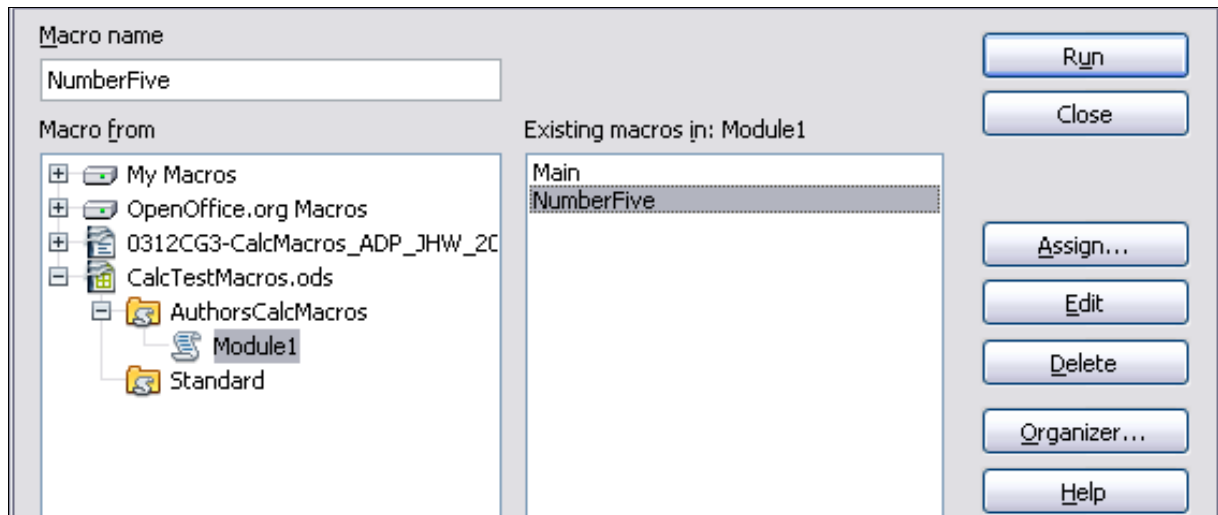 Macro name
NumberFive
Macro from
My Macros
OpenOffice.org Macros
0312CG3-CalcMacros_ADP_JHW_20
CalcTestMacros.ods
AuthorsCalcMacros
Module1
Standard
Existing macros in: Module1
Main
NumberFive
Run
Close
Assign...
Edit
Delete
Organizer...
Help